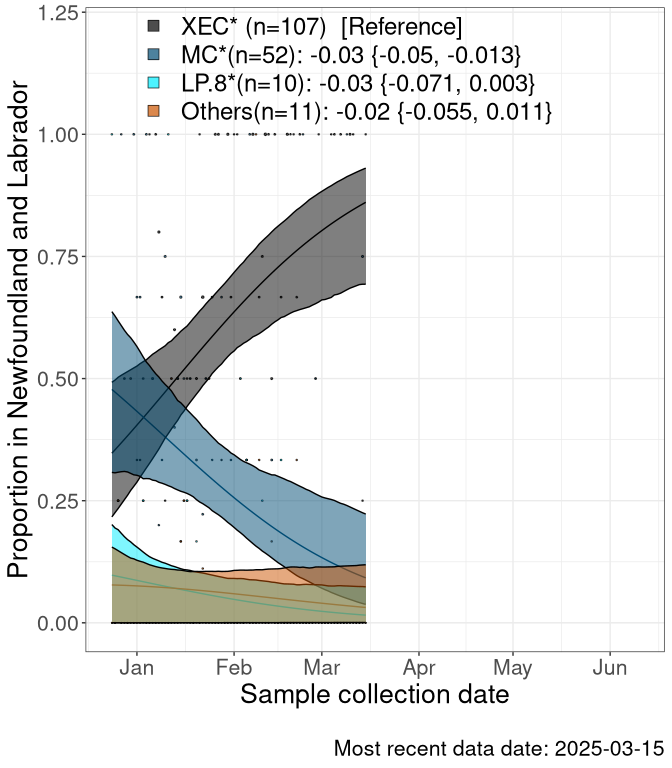 XEC* (n=107)  [Reference]
MC*(n=52): -0.03 {-0.05, -0.013}
LP.8*(n=10): -0.03 {-0.071, 0.003}
Others(n=11): -0.02 {-0.055, 0.011}
Proportion in Newfoundland and Labrador
1.25
1.00
0.75
0.50
0.25
0.00
Jan Feb Mar Apr May Jun
Sample collection date
Most recent data date: 2025-03-15